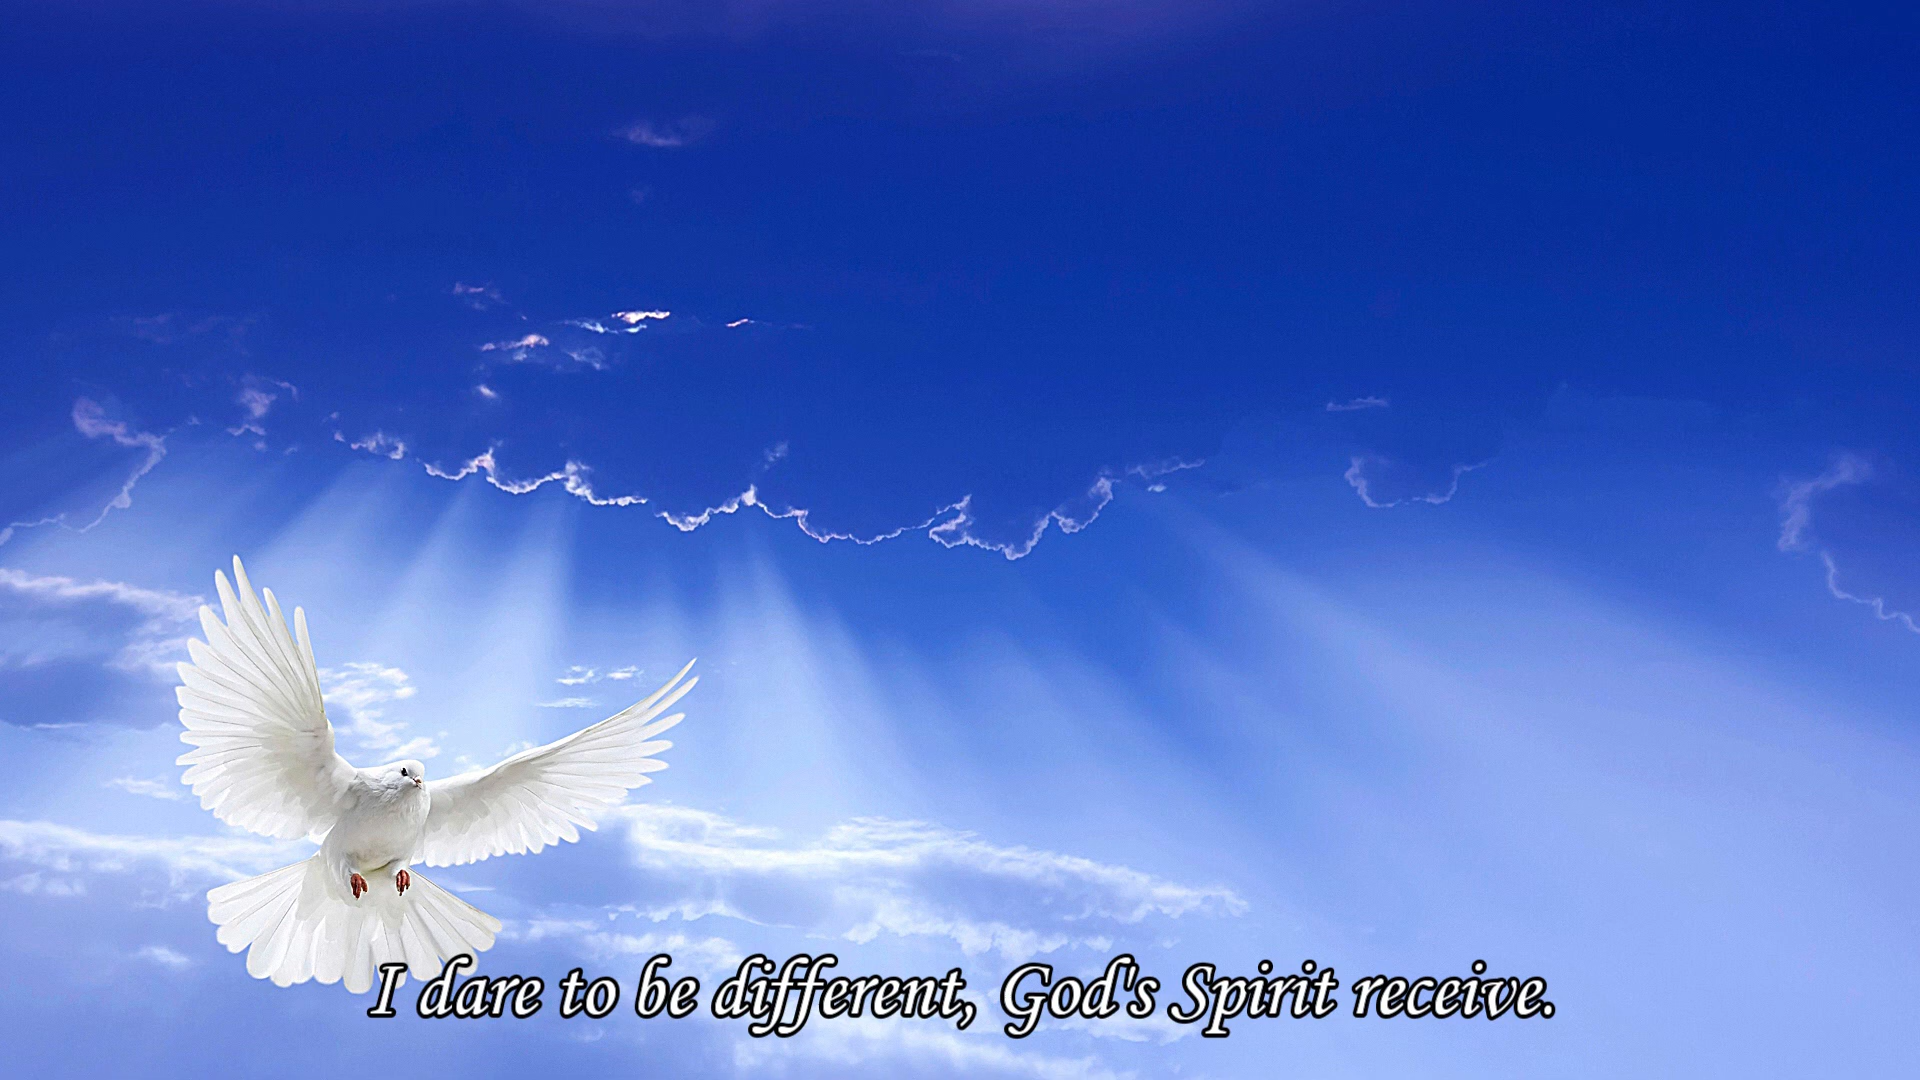 I dare to be different, God's Spirit receive.